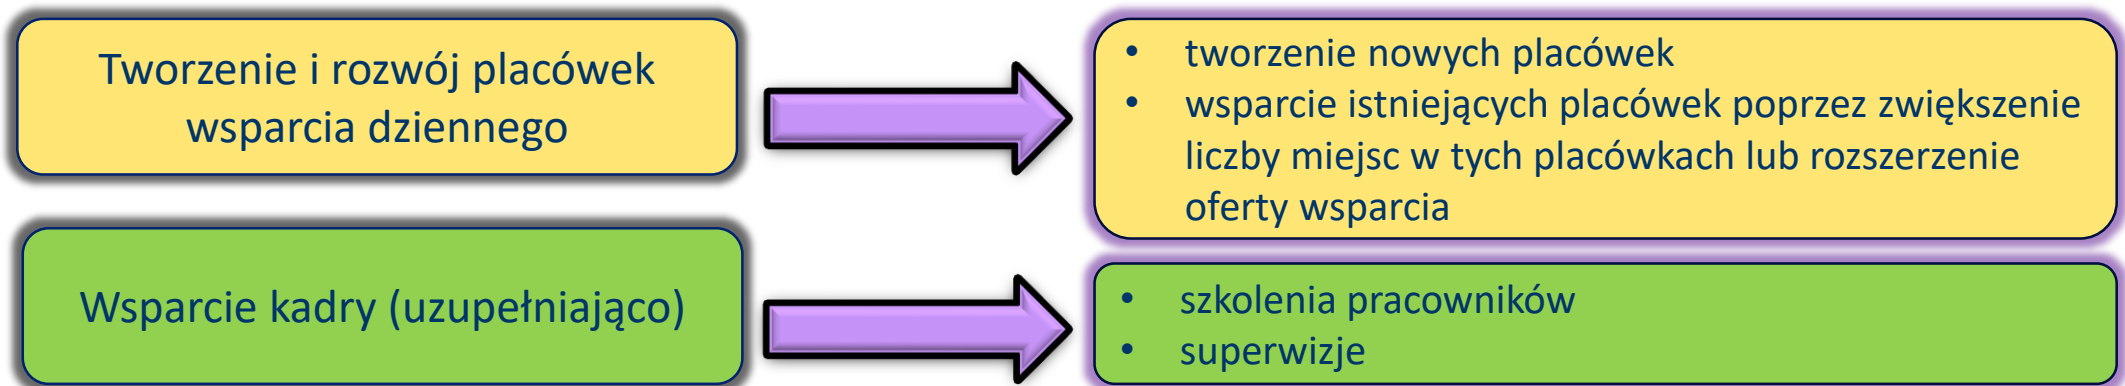 Tworzenie i rozwój placówek
wsparcia dziennego
• tworzenie nowych placówek
• wsparcie istniejących placówek poprzez zwiększenie
liczby miejsc w tych placówkach lub rozszerzenie
oferty wsparcia
Wsparcie kadry (uzupełniająco)
• szkolenia pracowników
• superwizje